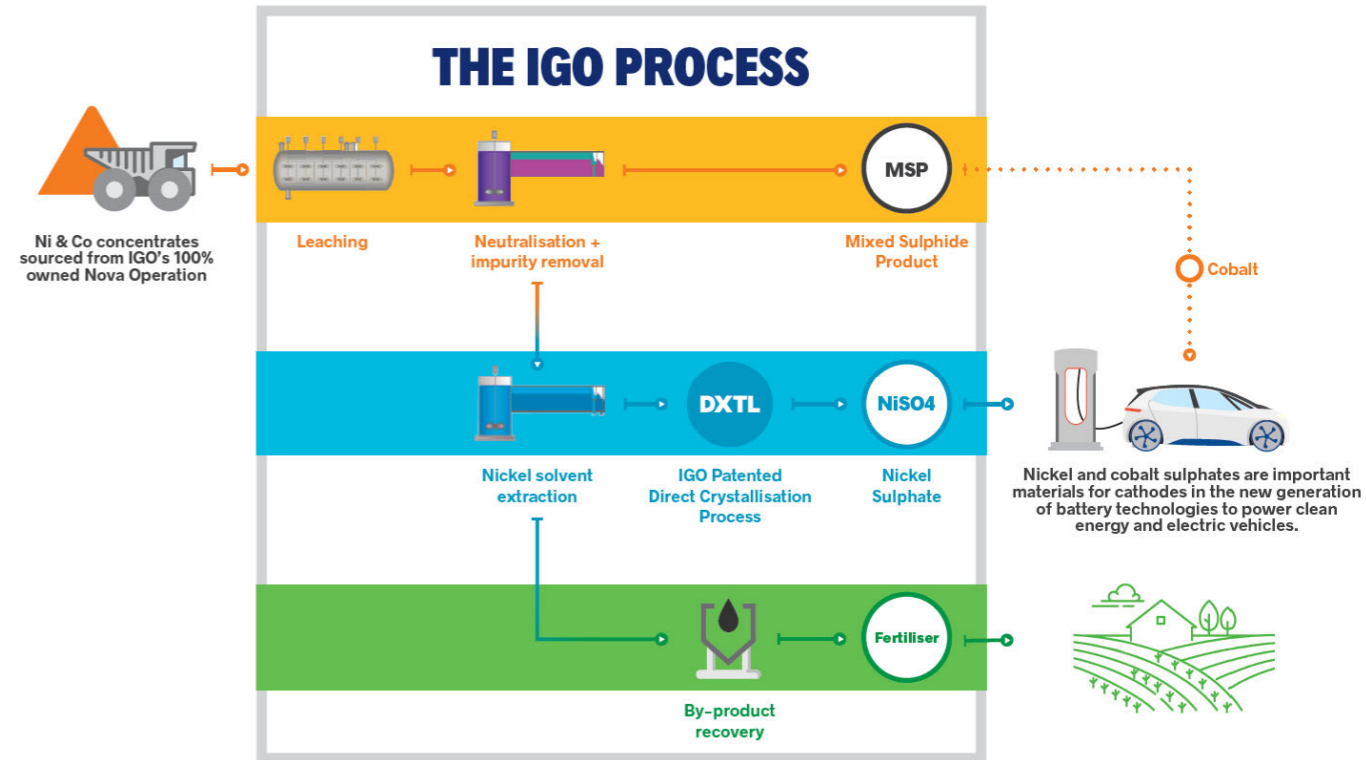 THE IGO PROCESS
MSP
Ni & Co concentrates
sourced from IGO's 100%
owned Nova Operation
Leaching
Neutralisation +
impurity removal
Mixed Sulphide
Product
Cobalt
DXTL
NiSO4
Nickel solvent
extraction
IGO Patented
Direct Crystallisation
Process
Nickel
Sulphate
Nickel and cobalt sulphates are important
materials for cathodes in the new generation
of battery technologies to power clean
energy and electric vehicles.
Fertiliser
By-product
recovery